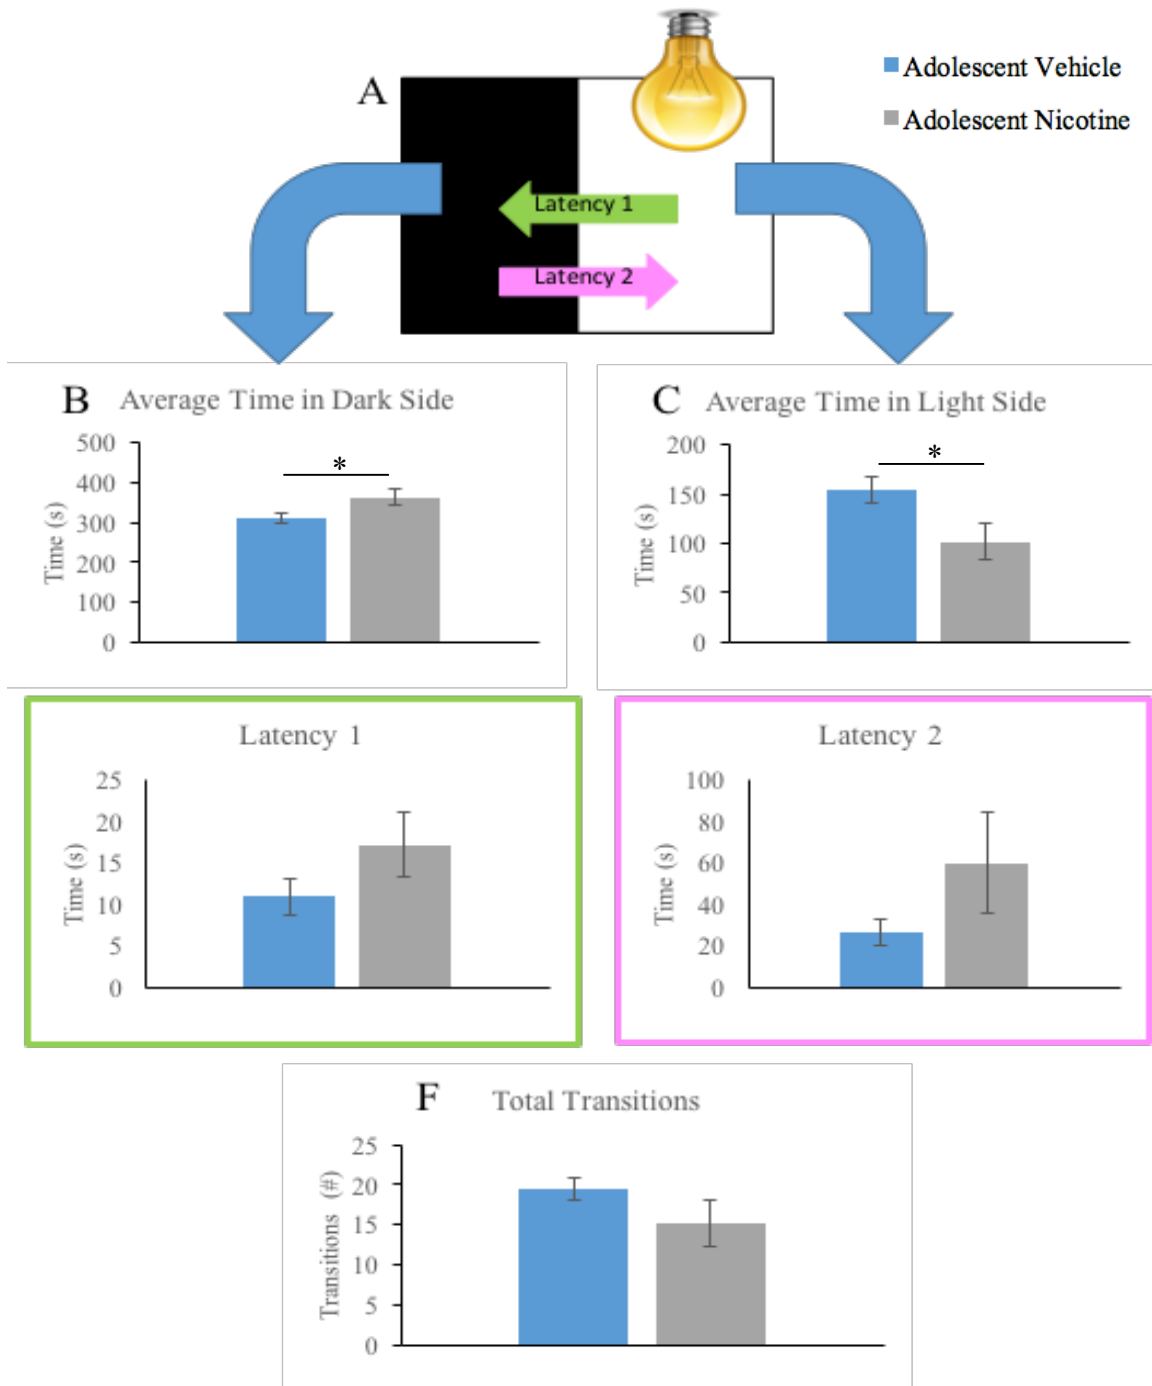 A
Adolescent Vehicle
Adolescent Nicotine
Latency 1
Latency 2
B Average Time in Dark Side
500
400
300
200
100
0
Time (s)
*
C Average Time in Light Side
200
150
100
50
0
Time (s)
*
Latency 1
25
20
15
10
5
0
Time (s)
Latency 2
100
80
60
40
20
0
Time (s)
F Total Transitions
25
20
15
10
5
0
Transitions (#)